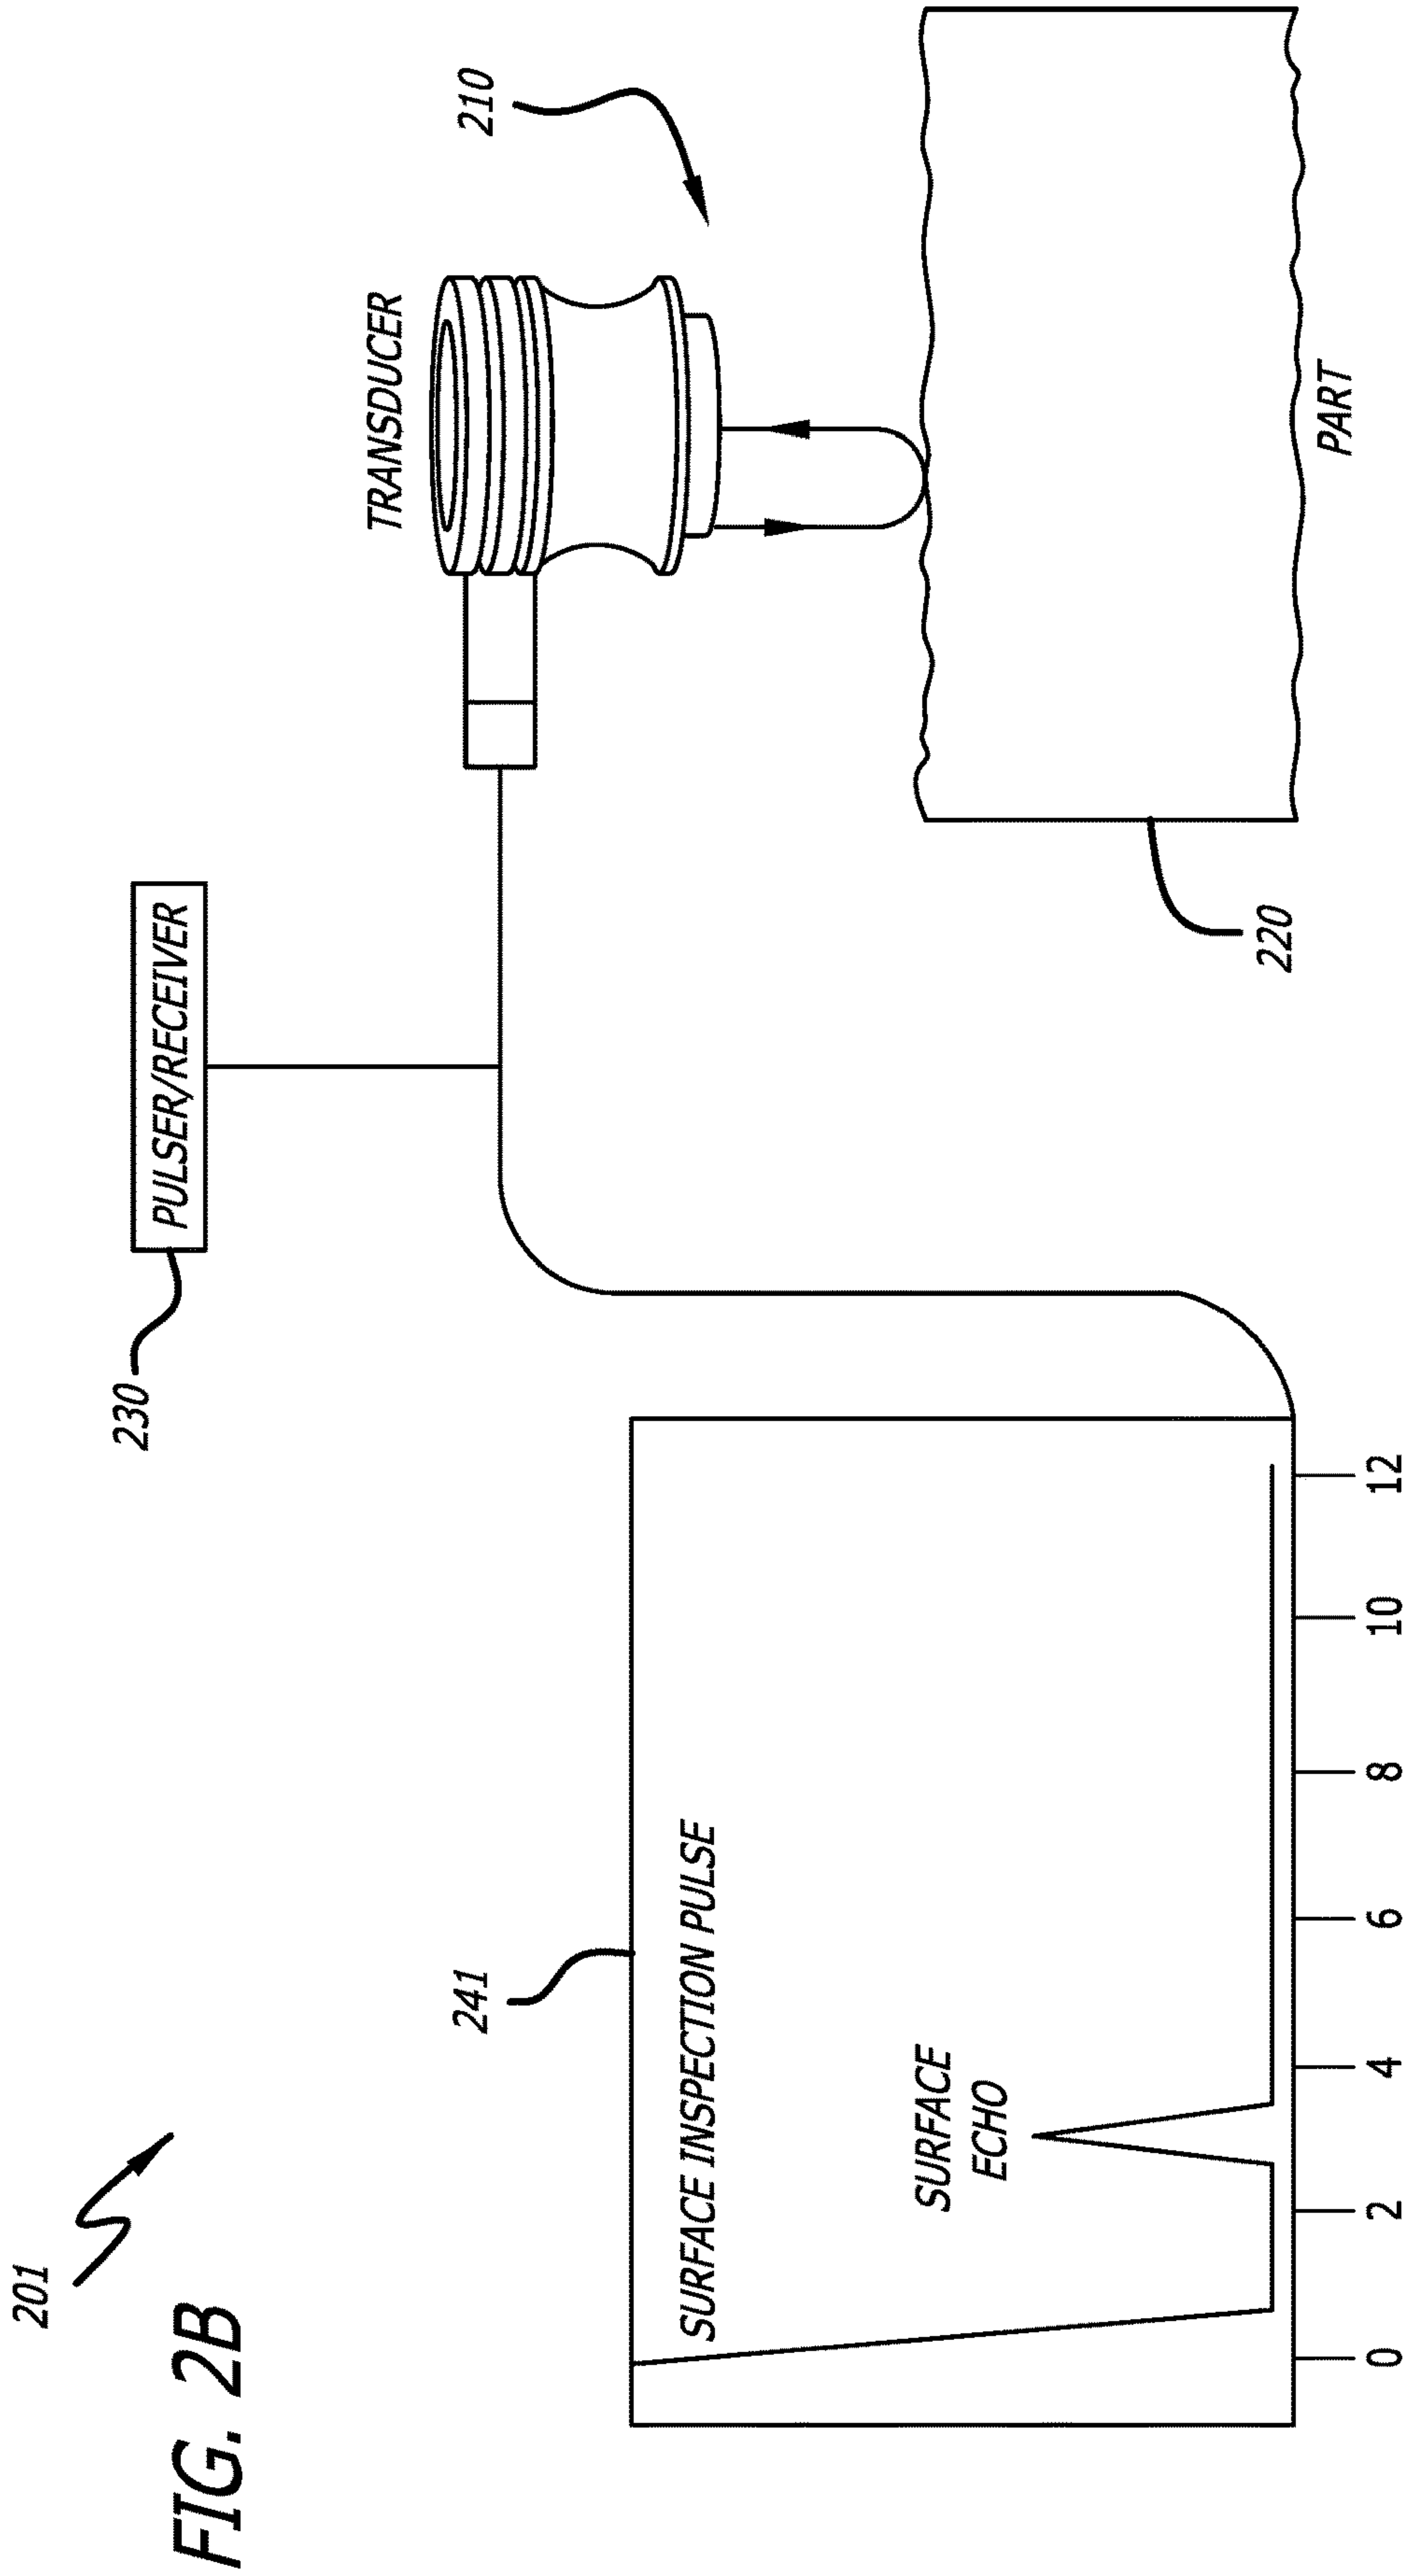 FIG. 2B
201
230
PULSER/RECEIVER
TRANSDUCER
210
241
SURFACE INSPECTION PULSE
SURFACE
ECHO
220
PART
0 2 4 6 8 10 12